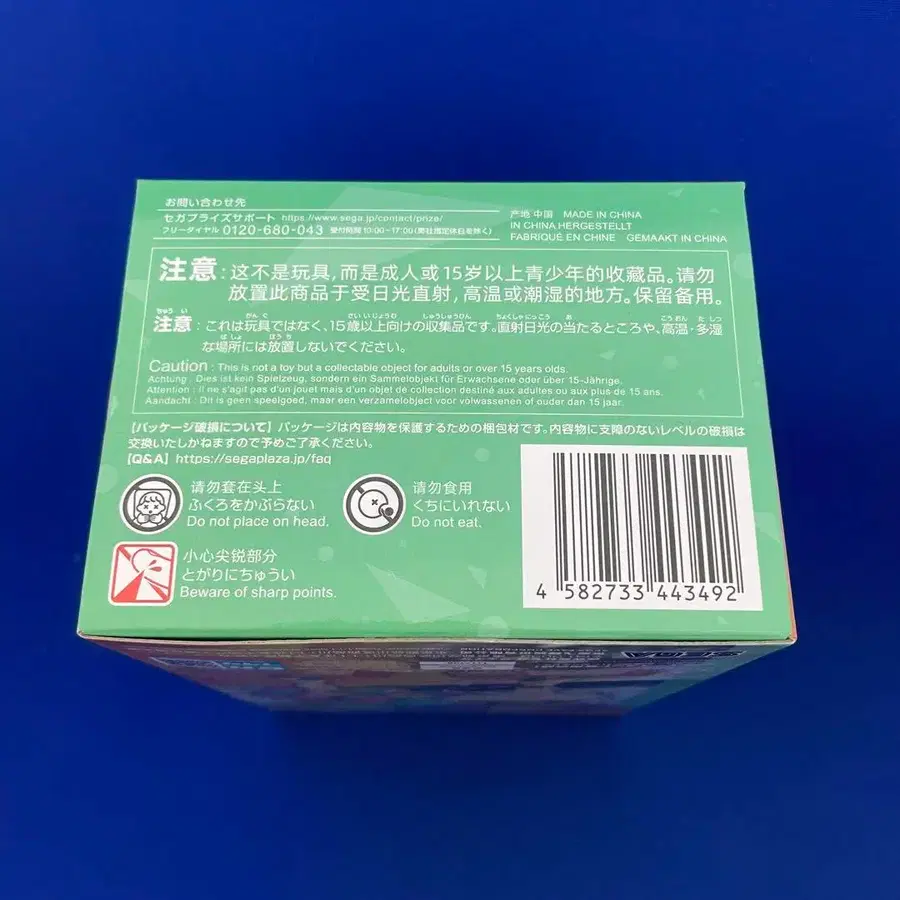 お問い合わせ先
セガプライズサポート https://www.sega.jp/contact/prize/
フリーダイヤル 0120-680-043 受付時間 10:00~17:00(弊社指定休日を除く)
产地 中国 MADE IN CHINA
IN CHINA HERGESTELLT
FABRIQUÉ EN CHINE GEMAAKT IN CHINA
注意:这不是玩具,而是成人或15岁以上青少年的收藏品。请勿
放置此商品于受日光直射,高温或潮湿的地方。保留备用。
注意:これは玩具ではなく、15歳以上向けの収集品です。直射日光の当たるところや、高温・多湿
な場所には放置しないでください。
Caution : This is not a toy but a collectable object for adults or over 15 years olds.
Achtung : Dies ist kein Spielzeug, sondern ein Sammelobjekt für Erwachsene oder über 15-Jährige.
Attention : Il ne s'agit pas d'un jouet mais d'un objet de collection destiné aux adultes ou aux plus de 15 ans.
Aandacht : Dit is geen speelgoed, maar een verzamelobject voor volwassenen of ouder dan 15 jaar.
【パッケージ破損について】パッケージは内容物を保護するための梱包材です。内容物に支障のないレベルの破損は
交換いたしかねますので予めご了承ください。
【Q&A】https://segaplaza.jp/faq
请勿套在头上
ふくろをかぶらない
Do not place on head.
请勿食用
くちにいれない
Do not eat.
小心尖锐部分
とがりにちゅうい
Beware of sharp points.
4 582733 443492